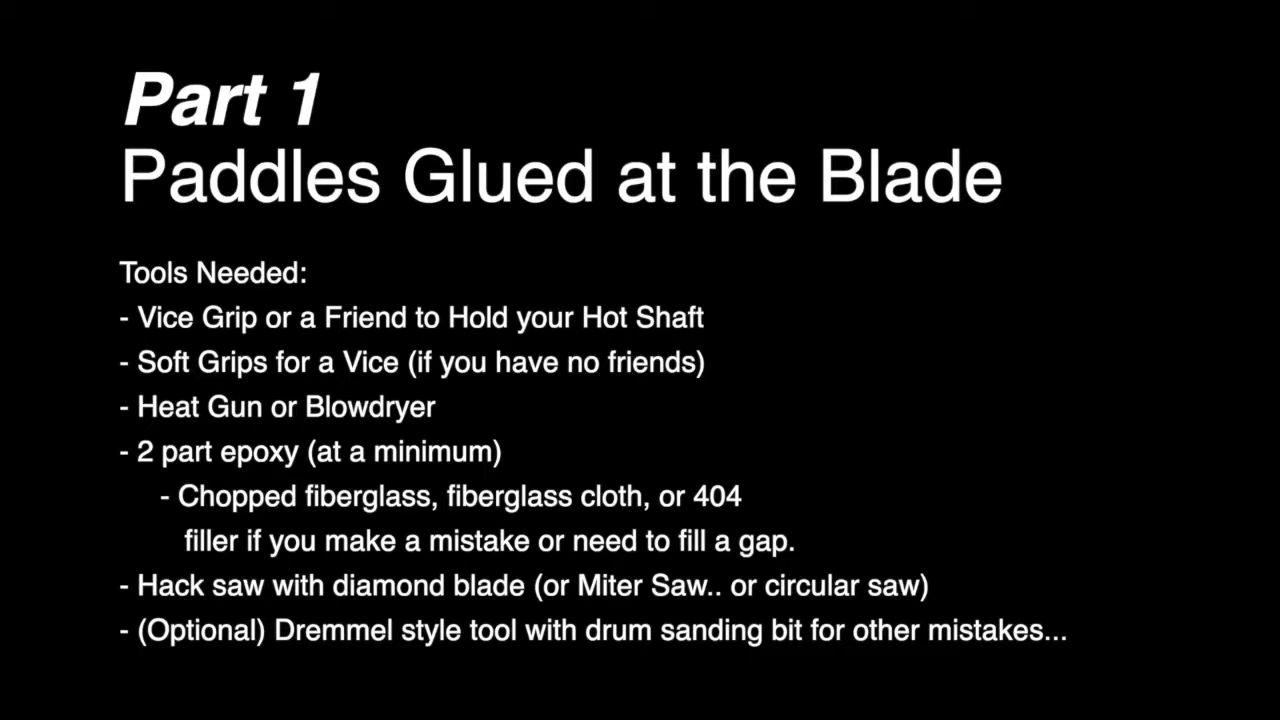 Part 1
Paddles Glued at the Blade
Tools Needed:
- Vice Grip or a Friend to Hold your Hot Shaft
- Soft Grips for a Vice (if you have no friends)
- Heat Gun or Blowdryer
- 2 part epoxy (at a minimum)
- Chopped fiberglass, fiberglass cloth, or 404
filler if you make a mistake or need to fill a gap.
- Hack saw with diamond blade (or Miter Saw.. or circular saw)
- (Optional) Dremmel style tool with drum sanding bit for other mistakes...